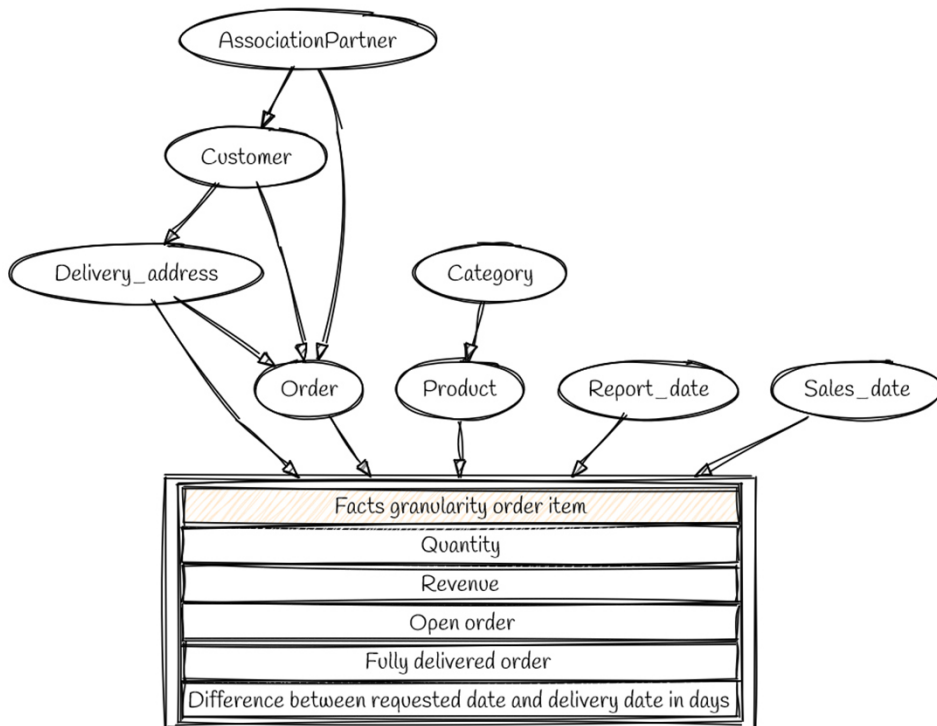 AssociationPartner
Customer
Delivery_address
Category
Order
Product
Report_date
Sales_date
Facts granularity order item
Quantity
Revenue
Open order
Fully delivered order
Difference between requested date and delivery date in days